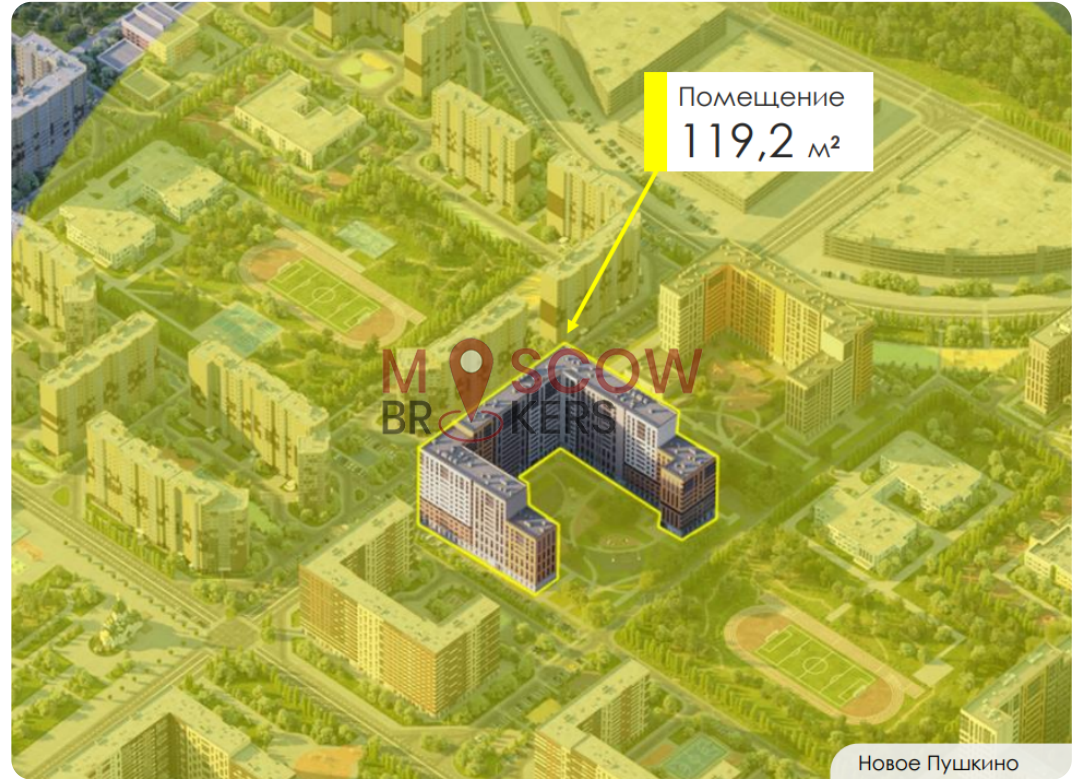 Помещение
119,2 м²
MOSCOW
BROKERS
Новое Пушкино